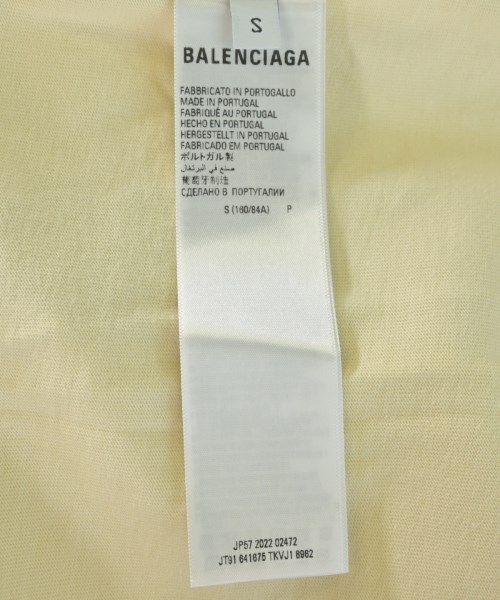 S
BALENCIAGA
FABBRICATO IN PORTOGALLO
MADE IN PORTUGAL
FABRIQUÉ AU PORTUGAL
HECHO EN PORTUGAL
HERGESTELLT IN PORTUGAL
FABRICADO EM PORTUGAL
ポルトガル製
صنع في البرتغال
葡萄牙制造
СДЕЛАНО В ПОРТУГАЛИИ
S (160/84A) P
JP57 2022 02472
JT91 641675 TKVJ1 8962